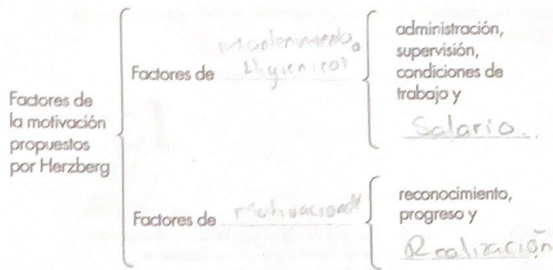 Factores de
la motivación
propuestos
por Herzberg
Mantenimiento o
Factores de Higienicos
administración,
supervisión,
condiciones de
trabajo y
Salario.
Factores de motivacional
reconocimiento,
progreso y
Realización